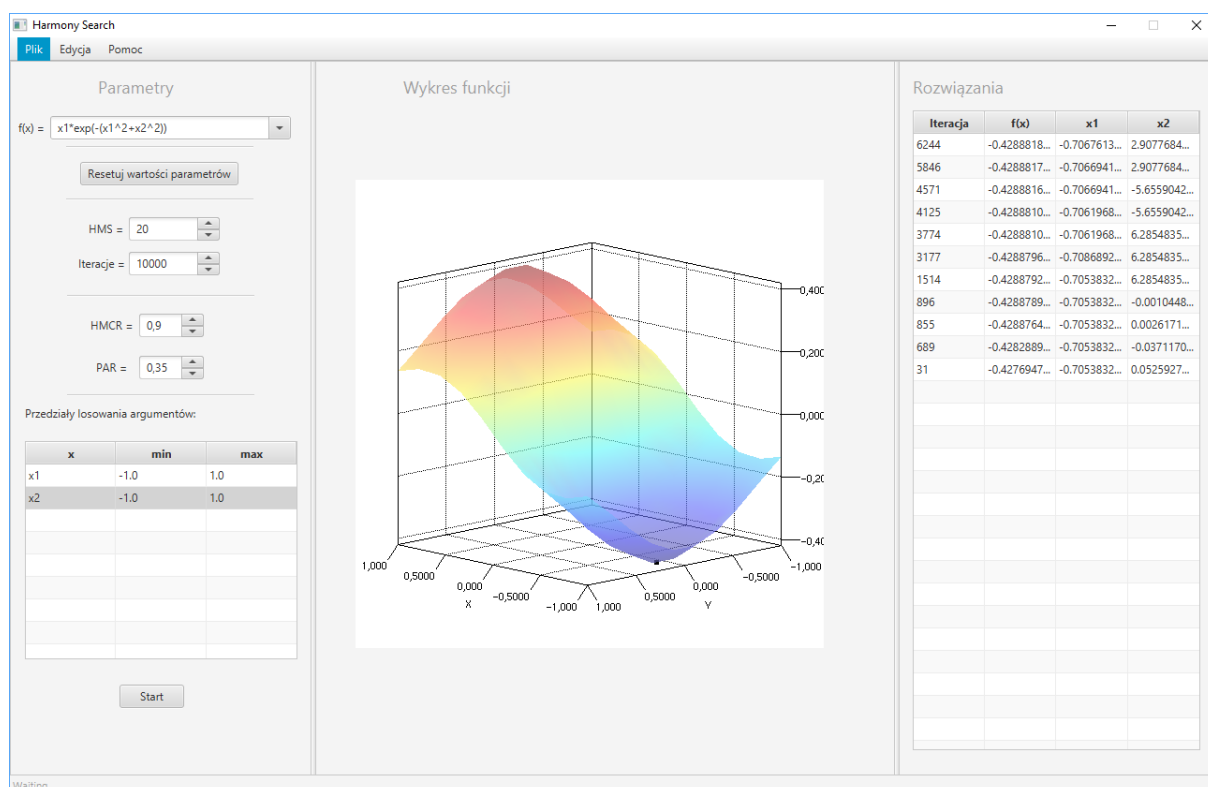 Harmony Search
Plik Edycja Pomoc
Parametry
f(x) = x1*exp(-(x1^2+x2^2))
Resetuj wartości parametrów
HMS = 20
Iteracje = 10000
HMCR = 0,9
PAR = 0,35
Przedziały losowania argumentów:
x min max
x1 -1.0 1.0
x2 -1.0 1.0
Start
Wykres funkcji
0,400
0,200
0,000
-0,20
-0,40
1,000 0,5000 0,000 -0,5000 -1,000
X
1,000 0,5000 0,000 -0,5000 -1,000
Y
Rozwiązania
Iteracja f(x) x1 x2
6244 -0.4288818... -0.7067613... 2.9077684...
5846 -0.4288817... -0.7066941... 2.9077684...
4571 -0.4288816... -0.7066941... -5.6559042...
4125 -0.4288810... -0.7061968... -5.6559042...
3774 -0.4288810... -0.7061968... 6.2854835...
3177 -0.4288796... -0.7086892... 6.2854835...
1514 -0.4288792... -0.7053832... 6.2854835...
896 -0.4288789... -0.7053832... -0.0010448...
855 -0.4288764... -0.7053832... 0.0026171...
689 -0.4282889... -0.7053832... -0.0371170...
31 -0.4276947... -0.7053832... 0.0525927...
Waiting